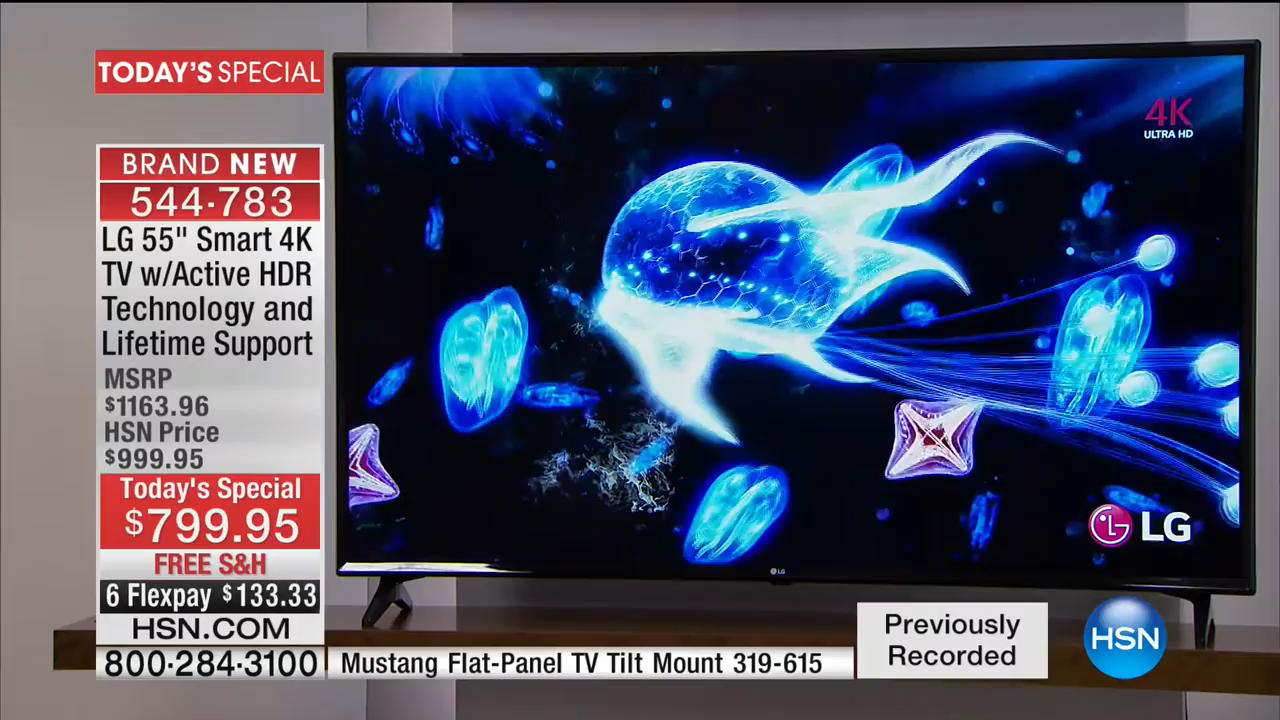 TODAY'S SPECIAL
BRAND NEW
544-783
LG 55" Smart 4K
TV w/Active HDR
Technology and
Lifetime Support
MSRP
$1163.96
HSN Price
$999.95
Today's Special
$799.95
FREE S&H
6 Flexpay $133.33
HSN.COM
800-284-3100
Mustang Flat-Panel TV Tilt Mount 319-615
4K
ULTRA HD
LG
LG
Previously
Recorded
HSN